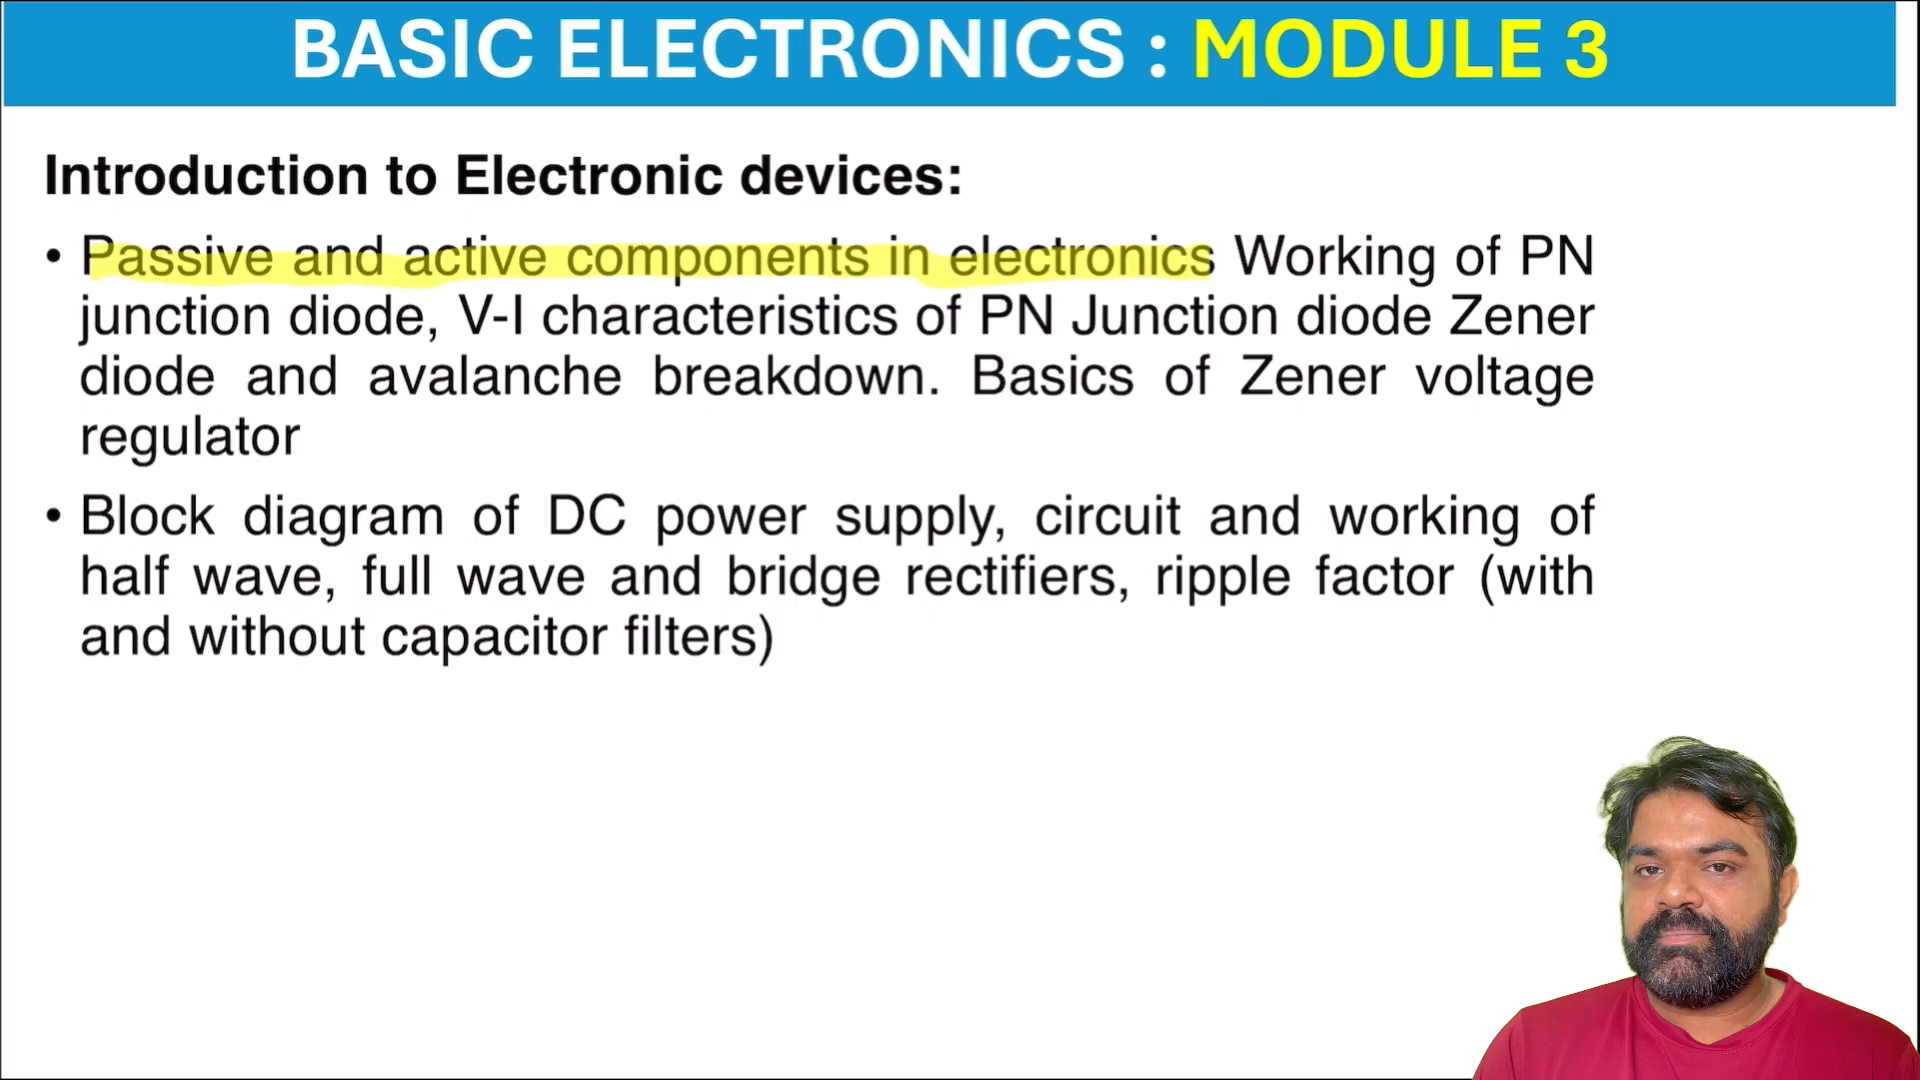 BASIC ELECTRONICS : MODULE 3
Introduction to Electronic devices:
• Passive and active components in electronics Working of PN
junction diode, V-I characteristics of PN Junction diode Zener
diode and avalanche breakdown. Basics of Zener voltage
regulator
• Block diagram of DC power supply, circuit and working of
half wave, full wave and bridge rectifiers, ripple factor (with
and without capacitor filters)